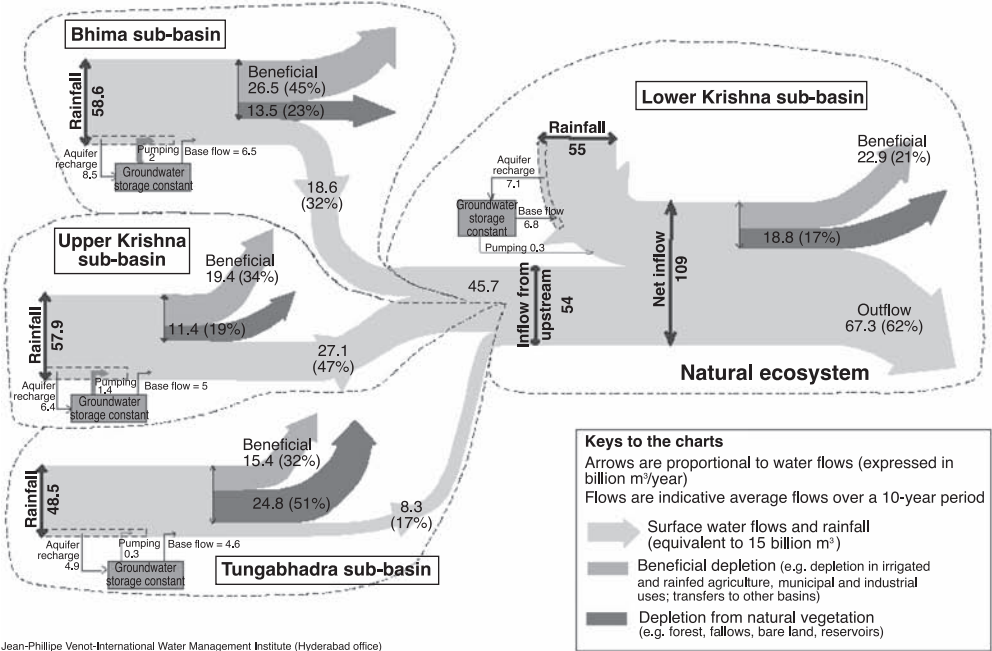 Bhima sub-basin
Rainfall
58.6
Beneficial
26.5 (45%)
13.5 (23%)
Aquifer
recharge
8.5
Pumping
2
Base flow = 6.5
Groundwater
storage constant
18.6
(32%)
Upper Krishna
sub-basin
Rainfall
57.9
Beneficial
19.4 (34%)
11.4 (19%)
27.1
(47%)
Aquifer
recharge
6.4
Pumping
1.4
Base flow = 5
Groundwater
storage constant
Rainfall
48.5
Beneficial
15.4 (32%)
24.8 (51%)
8.3
(17%)
Aquifer
recharge
4.9
Pumping
0.3
Base flow = 4.6
Groundwater
storage constant
Tungabhadra sub-basin
Lower Krishna sub-basin
Rainfall
55
Aquifer
recharge
7.1
Groundwater
storage
constant
Base flow
6.8
Pumping 0.3
45.7
Inflow from
upstream
54
Net inflow
109
Beneficial
22.9 (21%)
18.8 (17%)
Outflow
67.3 (62%)
Natural ecosystem
Keys to the charts
Arrows are proportional to water flows (expressed in
billion m³/year)
Flows are indicative average flows over a 10-year period
Surface water flows and rainfall
(equivalent to 15 billion m³)
Beneficial depletion (e.g. depletion in irrigated
and rainfed agriculture, municipal and industrial
uses; transfers to other basins)
Depletion from natural vegetation
(e.g. forest, fallows, bare land, reservoirs)
Jean-Phillipe Venot-International Water Management Institute (Hyderabad office)